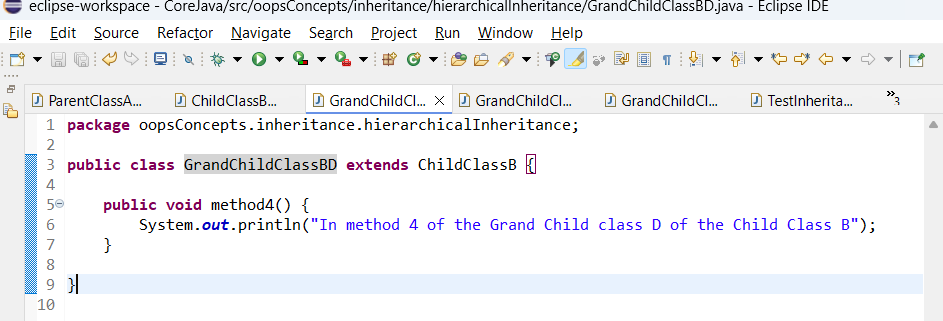 eclipse-workspace - CoreJava/src/oopsConcepts/inheritance/hierarchicalInheritance/GrandChildClassBD.java - Eclipse IDE
File Edit Source Refactor Navigate Search Project Run Window Help
ParentClassA... ChildClassB... GrandChildCl... GrandChildCl... GrandChildCl... TestInherita... »3
1 package oopsConcepts.inheritance.hierarchicalInheritance;
2
3 public class GrandChildClassBD extends ChildClassB {
4
5 public void method4() {
6 System.out.println("In method 4 of the Grand Child class D of the Child Class B");
7 }
8
9 }
10